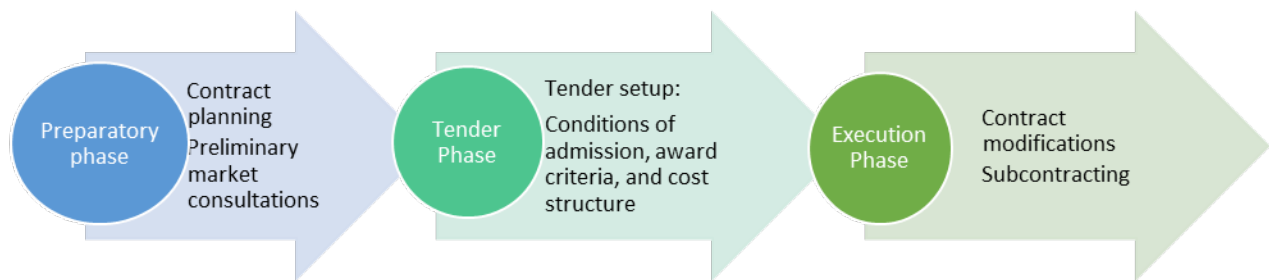 Preparatory
phase
Contract
planning
Preliminary
market
consultations
Tender
Phase
Tender setup:
Conditions of
admission, award
criteria, and cost
structure
Execution
Phase
Contract
modifications
Subcontracting